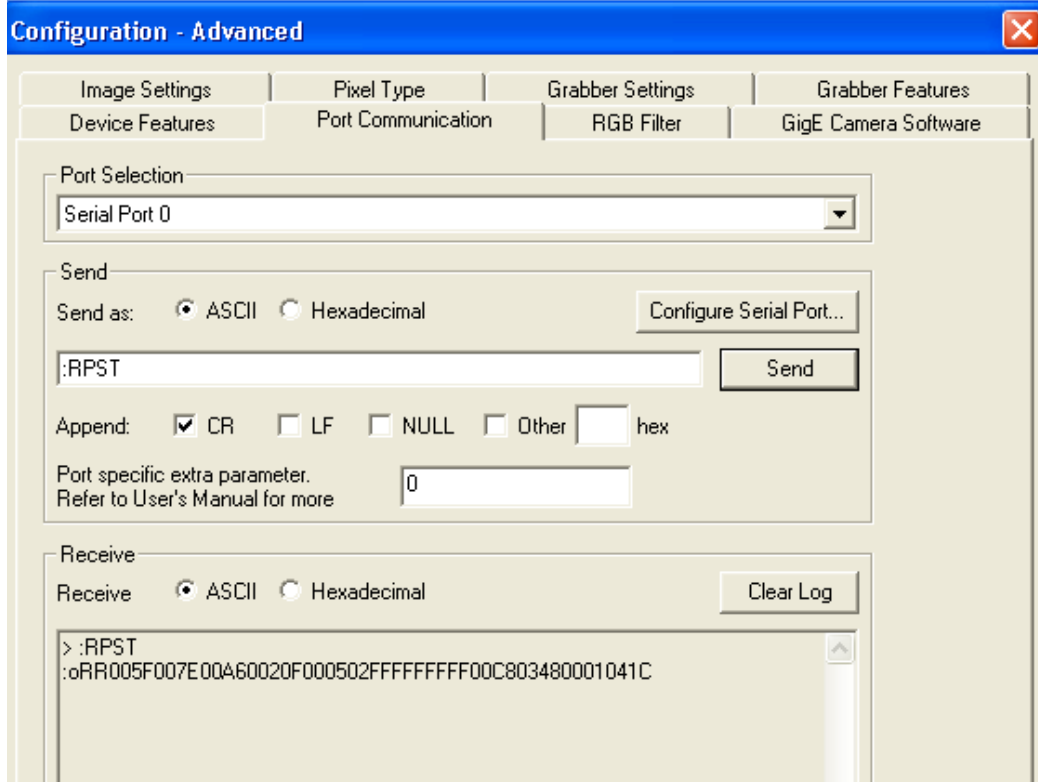 Configuration - Advanced
Image Settings Pixel Type Grabber Settings Grabber Features
Device Features Port Communication RGB Filter GigE Camera Software
Port Selection
Serial Port 0
Send
Send as: ASCII Hexadecimal Configure Serial Port...
:RPST Send
Append: CR LF NULL Other hex
Port specific extra parameter.
Refer to User's Manual for more
0
Receive
Receive ASCII Hexadecimal Clear Log
> :RPST
:oRR005F007E00A60020F000502FFFFFFFFF00C803480001041C